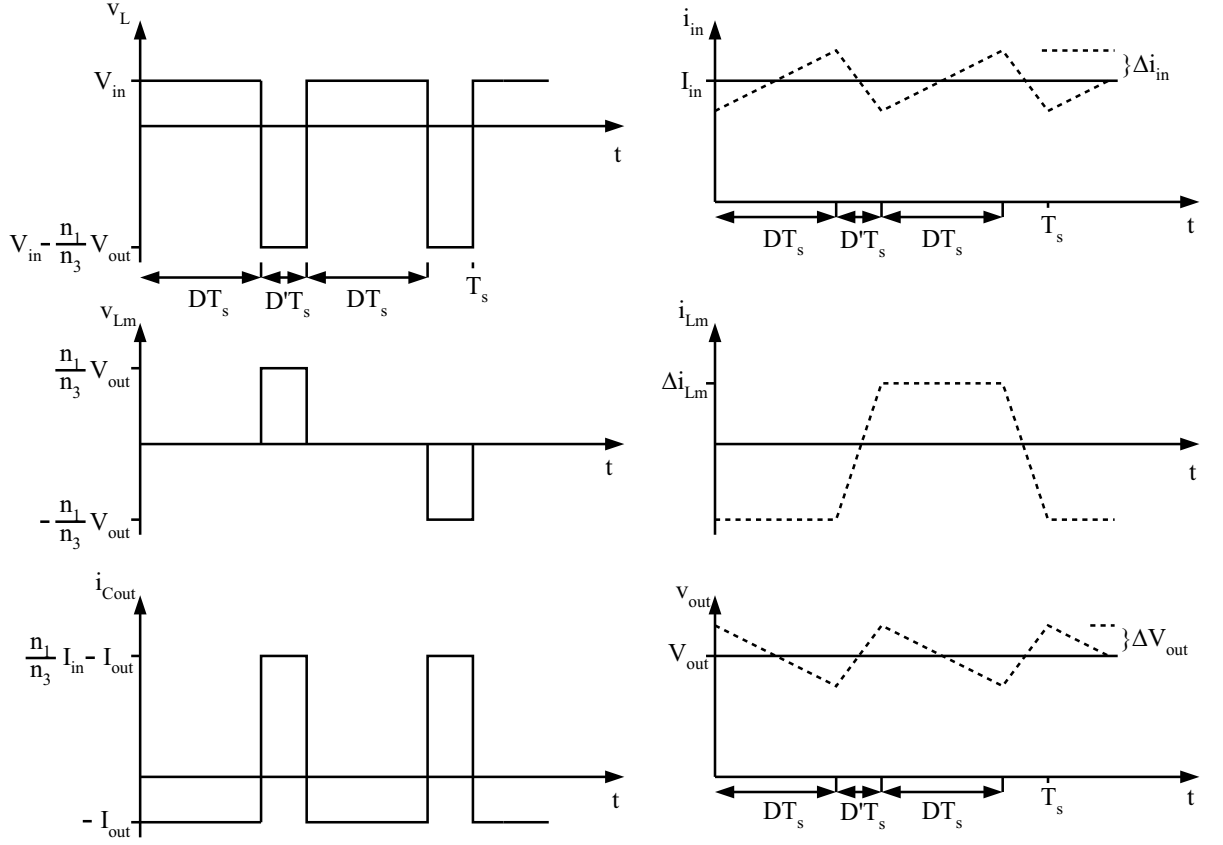 v_L
V_in
t
V_in - n_1/n_3 V_out
DT_s D'T_s DT_s T_s
i_in
I_in
}Δi_in
DT_s D'T_s DT_s T_s t
v_Lm
n_1/n_3 V_out
t
- n_1/n_3 V_out
i_Lm
Δi_Lm
t
i_Cout
n_1/n_3 I_in - I_out
t
- I_out
v_out
V_out
}ΔV_out
DT_s D'T_s DT_s T_s t